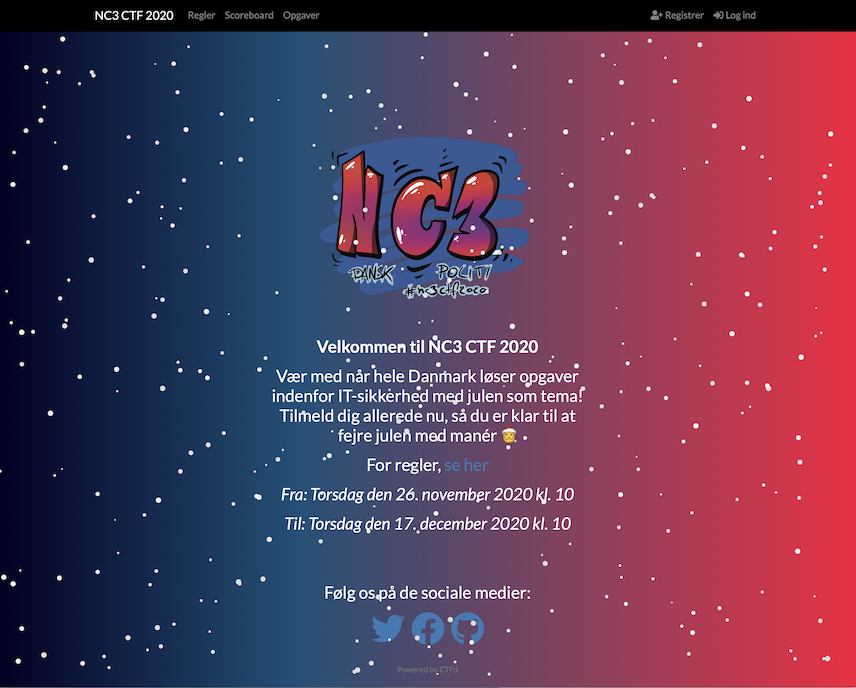 NC3 CTF 2020 Regler Scoreboard Opgaver Registrer Log ind
NC3
DANSK POLITI
#nc3ctf2020
Velkommen til NC3 CTF 2020
Vær med når hele Danmark løser opgaver
indenfor IT-sikkerhed med julen som tema!
Tilmeld dig allerede nu, så du er klar til at
fejre julen med manér 🎅
For regler, se her
Fra: Torsdag den 26. november 2020 kl. 10
Til: Torsdag den 17. december 2020 kl. 10
Følg os på de sociale medier:
Powered by CTFd